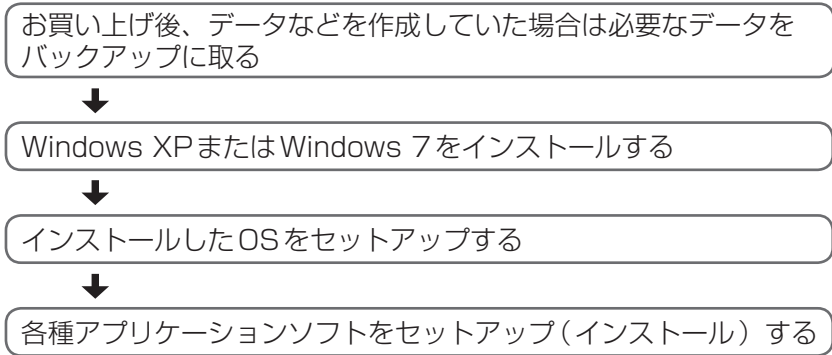 お買い上げ後、データなどを作成していた場合は必要なデータを
バックアップに取る
Windows XPまたはWindows 7をインストールする
インストールしたOSをセットアップする
各種アプリケーションソフトをセットアップ（インストール）する